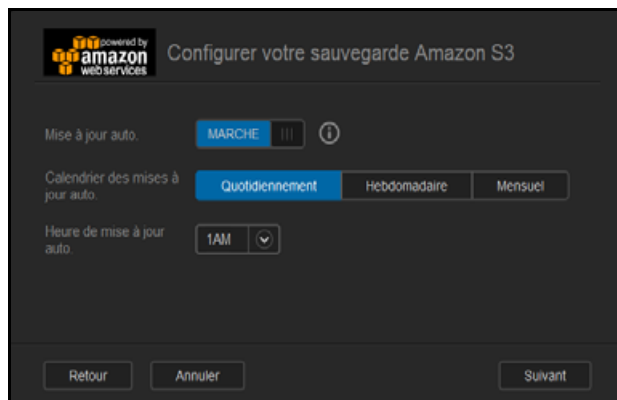 powered by
amazon
webservices
Configurer votre sauvegarde Amazon S3
Mise à jour auto.
MARCHE
Calendrier des mises à
jour auto.
Quotidiennement
Hebdomadaire
Mensuel
Heure de mise à jour
auto.
1AM
Retour
Annuler
Suivant